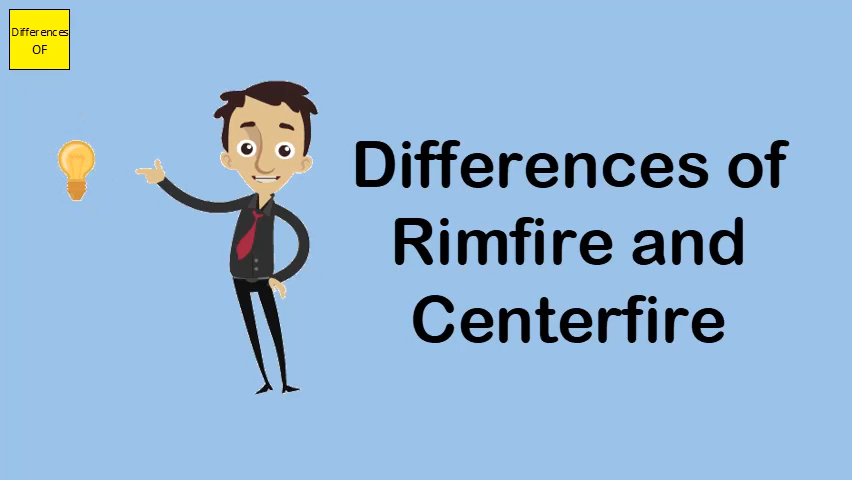 Differences
OF
Differences of
Rimfire and
Centerfire